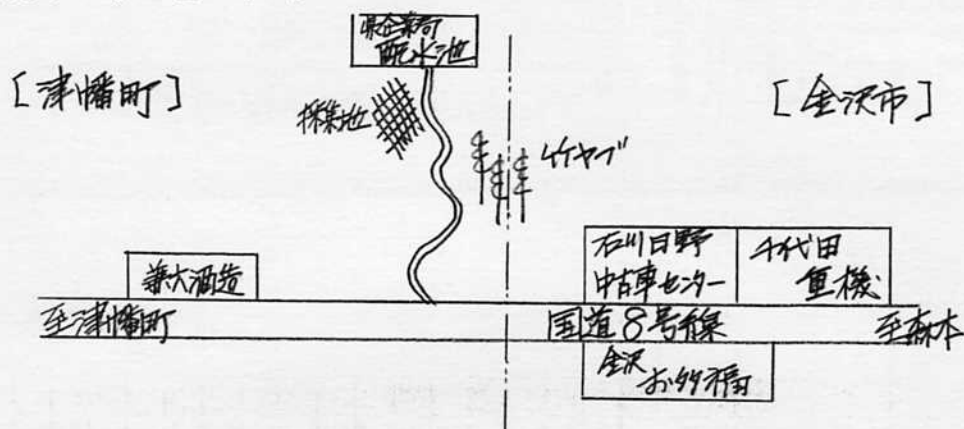 県企業局
配水池
[津幡町]
[金沢市]
採集地
竹ヤブ
石川日野
中古車センター
千代田
重機
兼六酒造
至津幡町
国道8号線
至森本
金沢
お多福